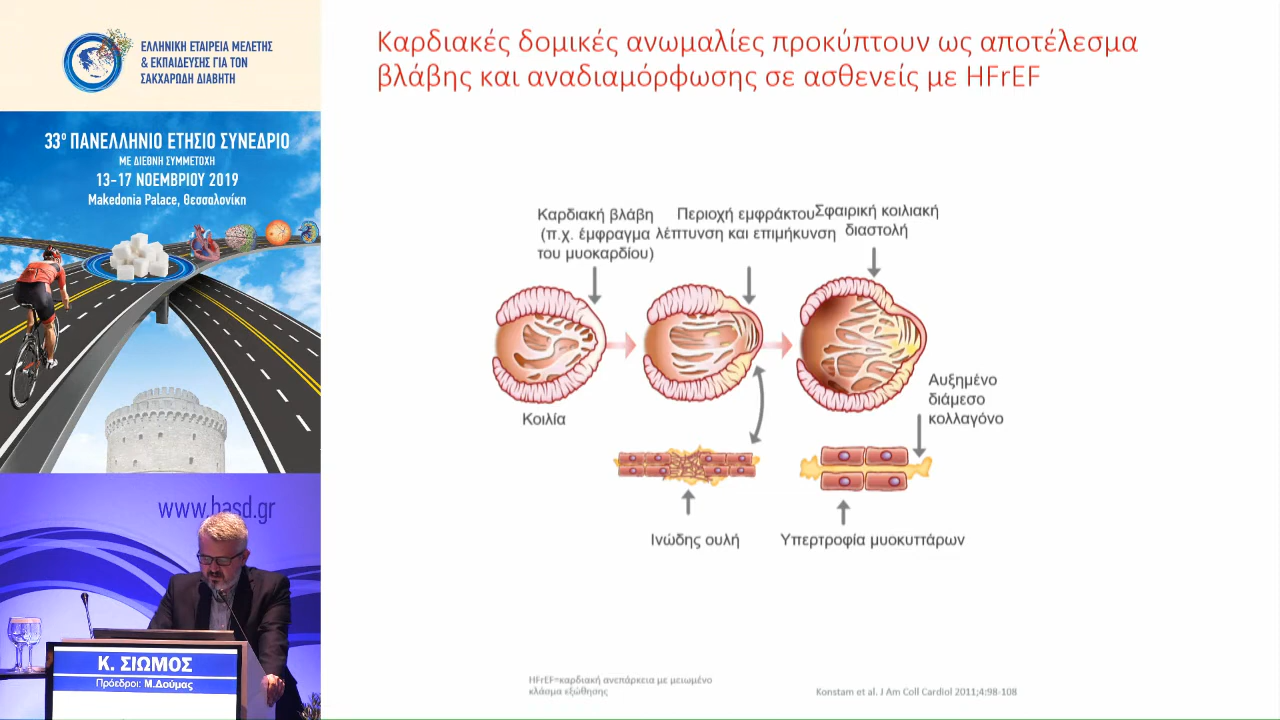 ΕΛΛΗΝΙΚΗ ΕΤΑΙΡΕΙΑ ΜΕΛΕΤΗΣ
& ΕΚΠΑΙΔΕΥΣΗΣ ΓΙΑ ΤΟΝ
ΣΑΚΧΑΡΩΔΗ ΔΙΑΒΗΤΗ
33ο ΠΑΝΕΛΛΗΝΙΟ ΕΤΗΣΙΟ ΣΥΝΕΔΡΙΟ
ΜΕ ΔΙΕΘΝΗ ΣΥΜΜΕΤΟΧΗ
13-17 ΝΟΕΜΒΡΙΟΥ 2019
Makedonia Palace, Θεσσαλονίκη
www.hasd.gr
Κ. ΣΙΩΜΟΣ
Πρόεδροι: Μ.Δούμας
Καρδιακές δομικές ανωμαλίες προκύπτουν ως αποτέλεσμα
βλάβης και αναδιαμόρφωσης σε ασθενείς με HFrEF
Καρδιακή βλάβη
(π.χ. έμφραγμα
του μυοκαρδίου)
Περιοχή εμφράκτου
λέπτυνση και επιμήκυνση
Σφαιρική κοιλιακή
διαστολή
Κοιλία
Αυξημένο
διάμεσο
κολλαγόνο
Ινώδης ουλή
Υπερτροφία μυοκυττάρων
HFrEF=καρδιακή ανεπάρκεια με μειωμένο
κλάσμα εξώθησης
Konstam et al. J Am Coll Cardiol 2011;4:98-108